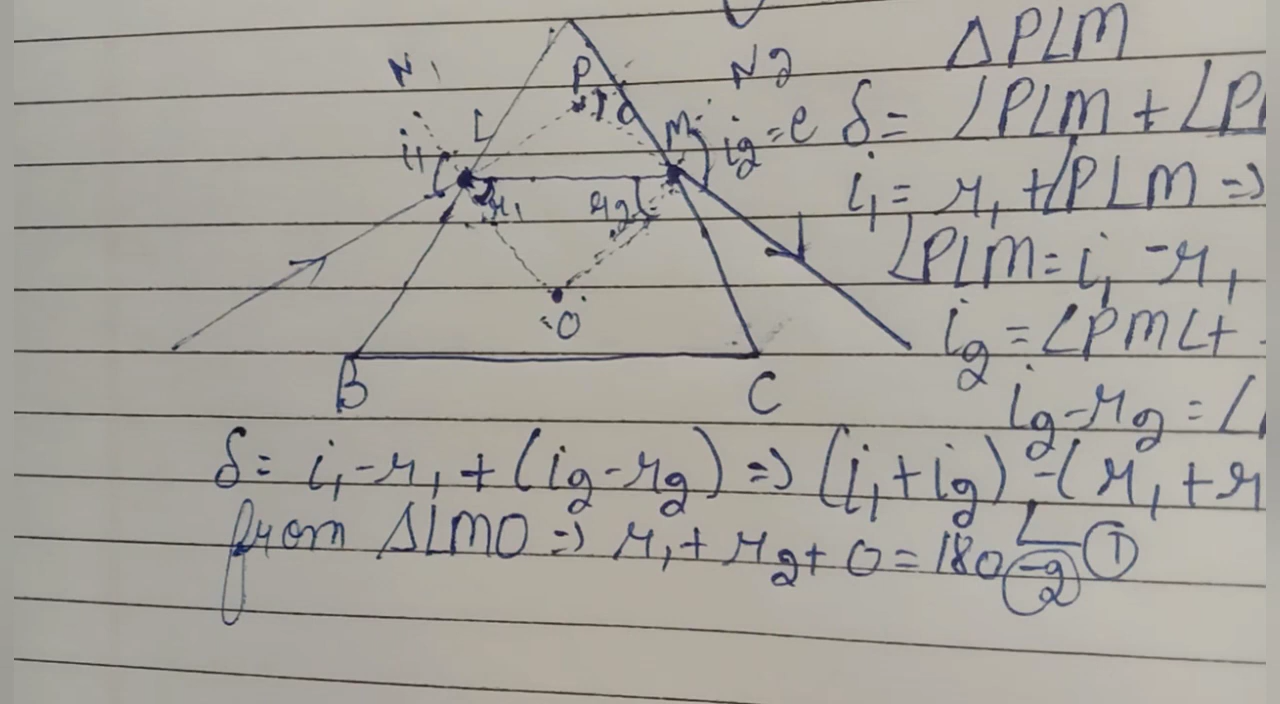 ΔPLM
N1 P N2
δ= ∠PLM + ∠P
L i1 δ M i2=e
i1= r1 +∠PLM =>
r1 r2
∠PLM= i1 -r1
O
i2 = ∠PML+
B C
i2-r2 = ∠
δ= i1-r1 + (i2-r2) => (i1+i2) -(r1+r
from ΔLMO => r1+ r2+ O = 180 -2 ①